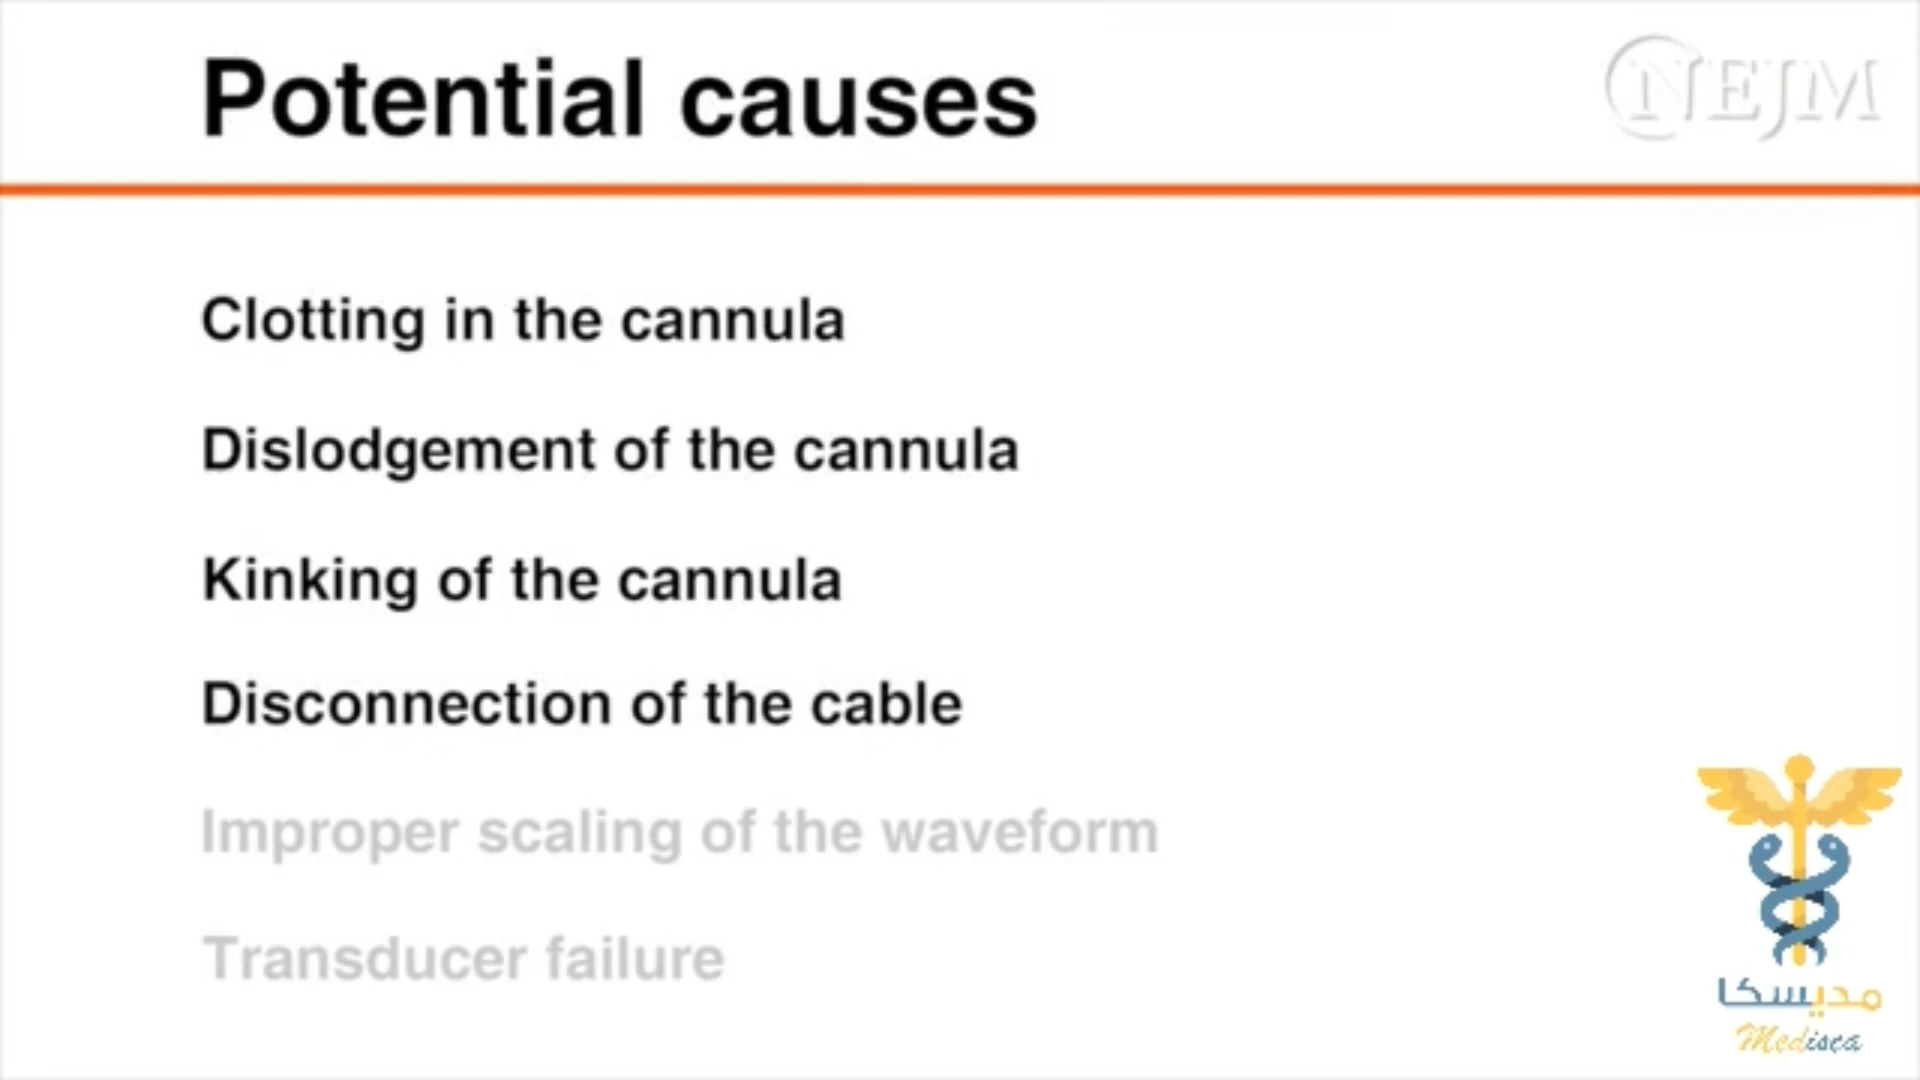 Potential causes
NEJM
Clotting in the cannula
Dislodgement of the cannula
Kinking of the cannula
Disconnection of the cable
Improper scaling of the waveform
Transducer failure
مديسكا
Medisca